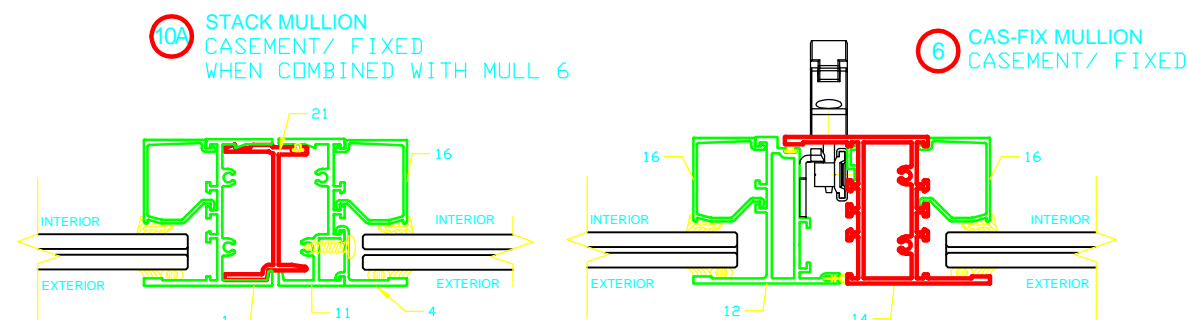 10A STACK MULLION
CASEMENT/ FIXED
WHEN COMBINED WITH MULL 6
6 CAS-FIX MULLION
CASEMENT/ FIXED
21
16
16
16
INTERIOR
INTERIOR
INTERIOR
INTERIOR
EXTERIOR
EXTERIOR
EXTERIOR
EXTERIOR
1
11
4
12
14